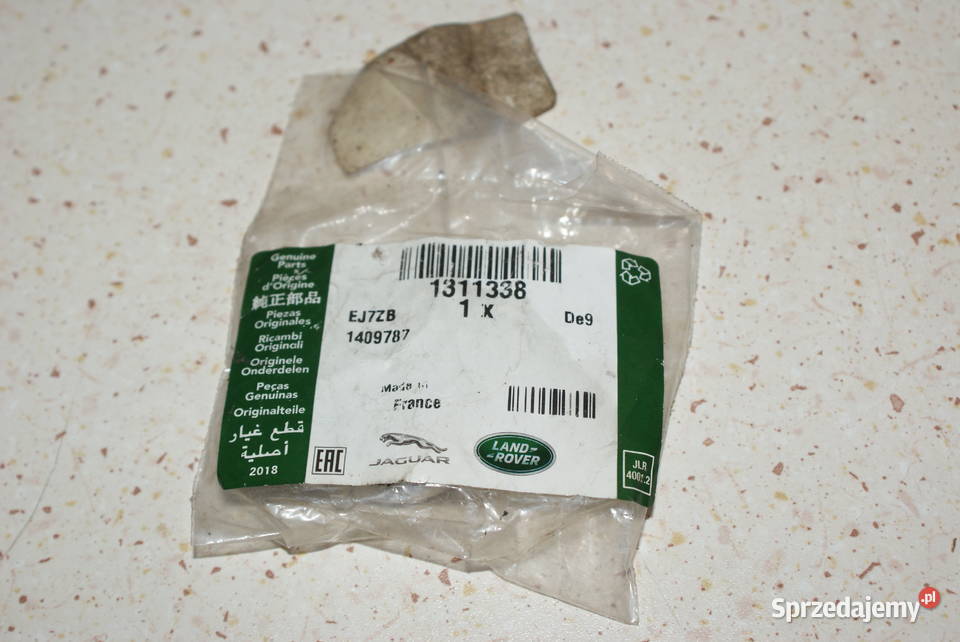 Genuine
Parts
Pièces
d'Origine
純正部品
Piezas
Originales
Ricambi
Originali
Originele
Onderdelen
Peças
Genuínas
Originalteile
قطع غيار
أصلية
2018
1311338
1 X
EJ7ZB
De9
1409787
Made in
France
EAC
JAGUAR
LAND-
-ROVER
JLR
Sprzedajemy.pl